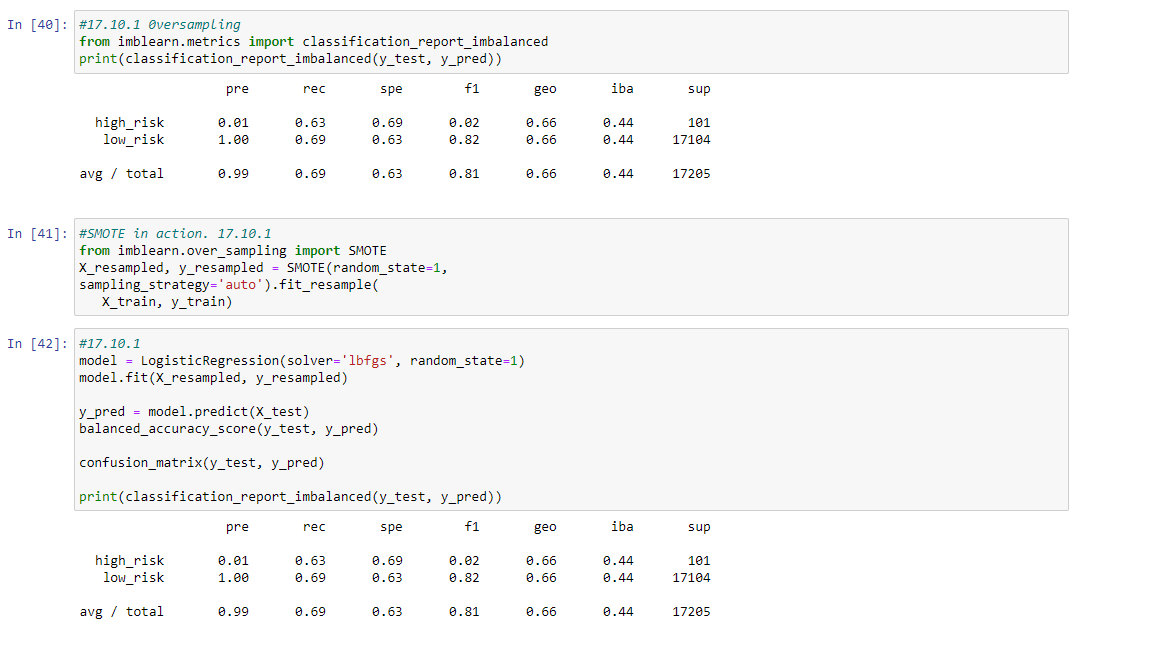 In [40]: #17.10.1 0versampling
from imblearn.metrics import classification_report_imbalanced
print(classification_report_imbalanced(y_test, y_pred))
pre rec spe f1 geo iba sup
high_risk 0.01 0.63 0.69 0.02 0.66 0.44 101
low_risk 1.00 0.69 0.63 0.82 0.66 0.44 17104
avg / total 0.99 0.69 0.63 0.81 0.66 0.44 17205
In [41]: #SMOTE in action. 17.10.1
from imblearn.over_sampling import SMOTE
X_resampled, y_resampled = SMOTE(random_state=1,
sampling_strategy='auto').fit_resample(
X_train, y_train)
In [42]: #17.10.1
model = LogisticRegression(solver='lbfgs', random_state=1)
model.fit(X_resampled, y_resampled)
y_pred = model.predict(X_test)
balanced_accuracy_score(y_test, y_pred)
confusion_matrix(y_test, y_pred)
print(classification_report_imbalanced(y_test, y_pred))
pre rec spe f1 geo iba sup
high_risk 0.01 0.63 0.69 0.02 0.66 0.44 101
low_risk 1.00 0.69 0.63 0.82 0.66 0.44 17104
avg / total 0.99 0.69 0.63 0.81 0.66 0.44 17205